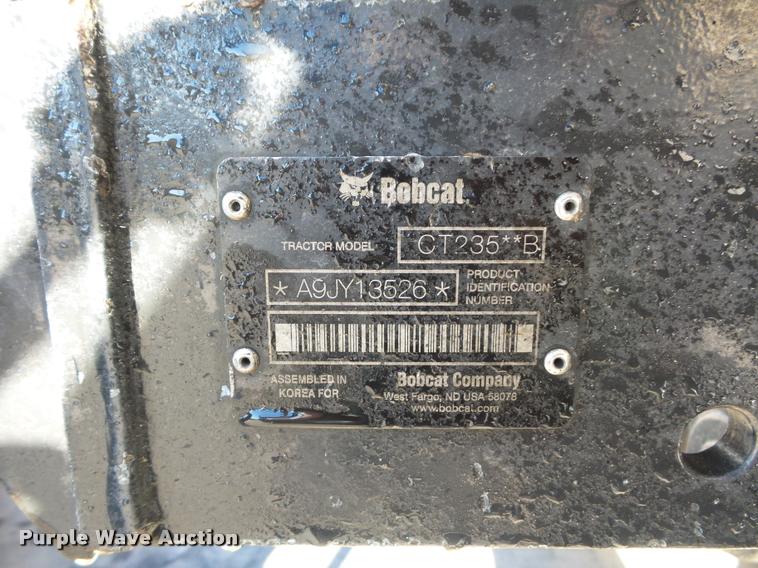 Bobcat.
TRACTOR MODEL CT235**B
* A9JY13526 * PRODUCT
IDENTIFICATION
NUMBER
ASSEMBLED IN
KOREA FOR
Bobcat Company
West Fargo, ND USA 58078
www.bobcat.com
Purple Wave Auction